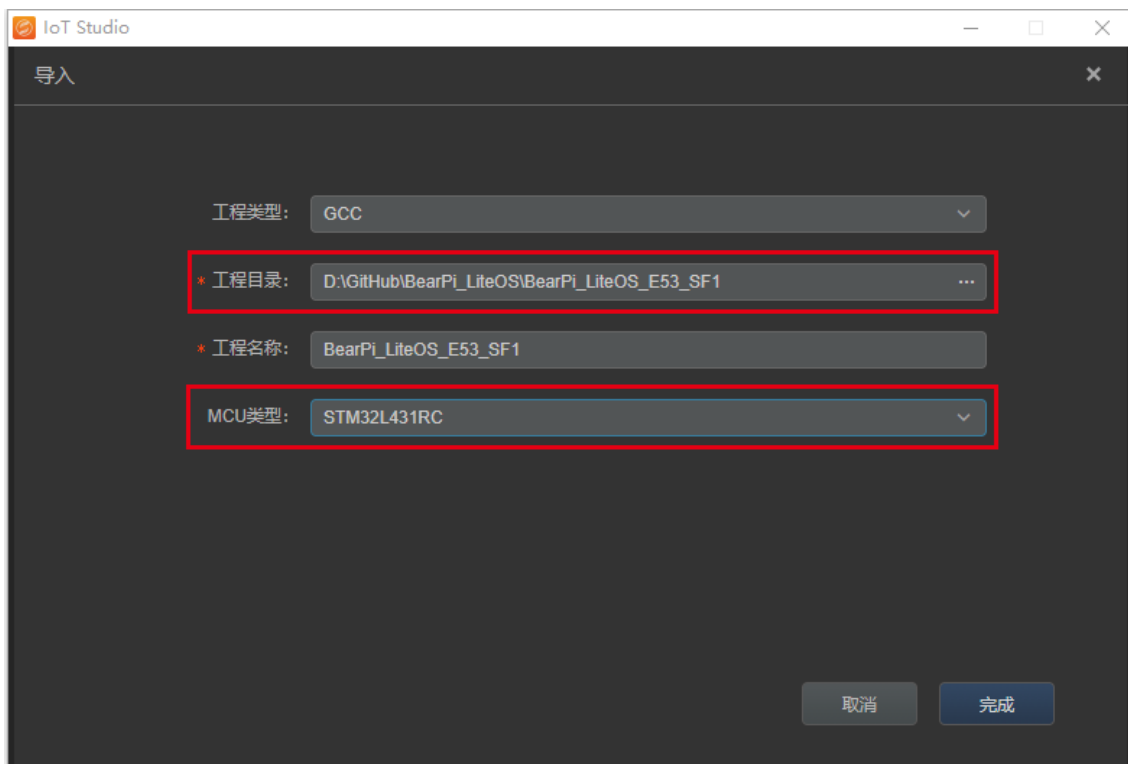 IoT Studio
导入
工程类型: GCC
* 工程目录: D:\GitHub\BearPi_LiteOS\BearPi_LiteOS_E53_SF1 ...
* 工程名称: BearPi_LiteOS_E53_SF1
MCU类型: STM32L431RC
取消 完成